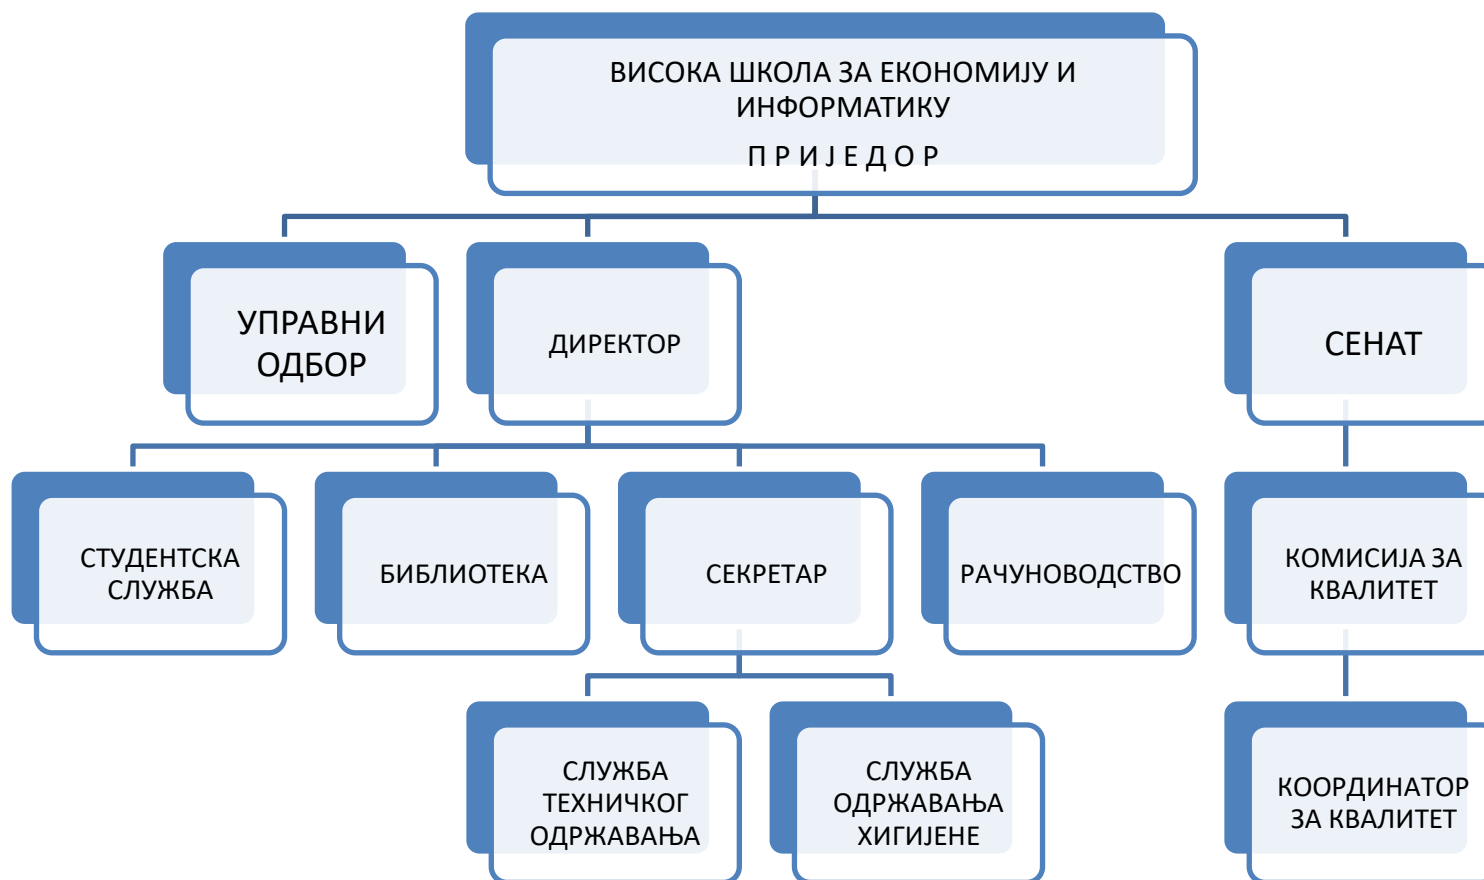 ВИСОКА ШКОЛА ЗА ЕКОНОМИЈУ И
ИНФОРМАТИКУ
П Р И Ј Е Д О Р
УПРАВНИ
ОДБОР
ДИРЕКТОР
СЕНАТ
СТУДЕНТСКА
СЛУЖБА
БИБЛИОТЕКА
СЕКРЕТАР
РАЧУНОВОДСТВО
КОМИСИЈА ЗА
КВАЛИТЕТ
СЛУЖБА
ТЕХНИЧКОГ
ОДРЖАВАЊА
СЛУЖБА
ОДРЖАВАЊА
ХИГИЈЕНЕ
КООРДИНАТОР
ЗА КВАЛИТЕТ